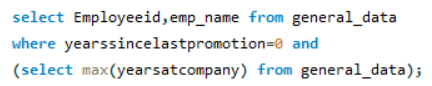 select Employeeid,emp_name from general_data
where yearssincelastpromotion=0 and
(select max(yearsatcompany) from general_data);